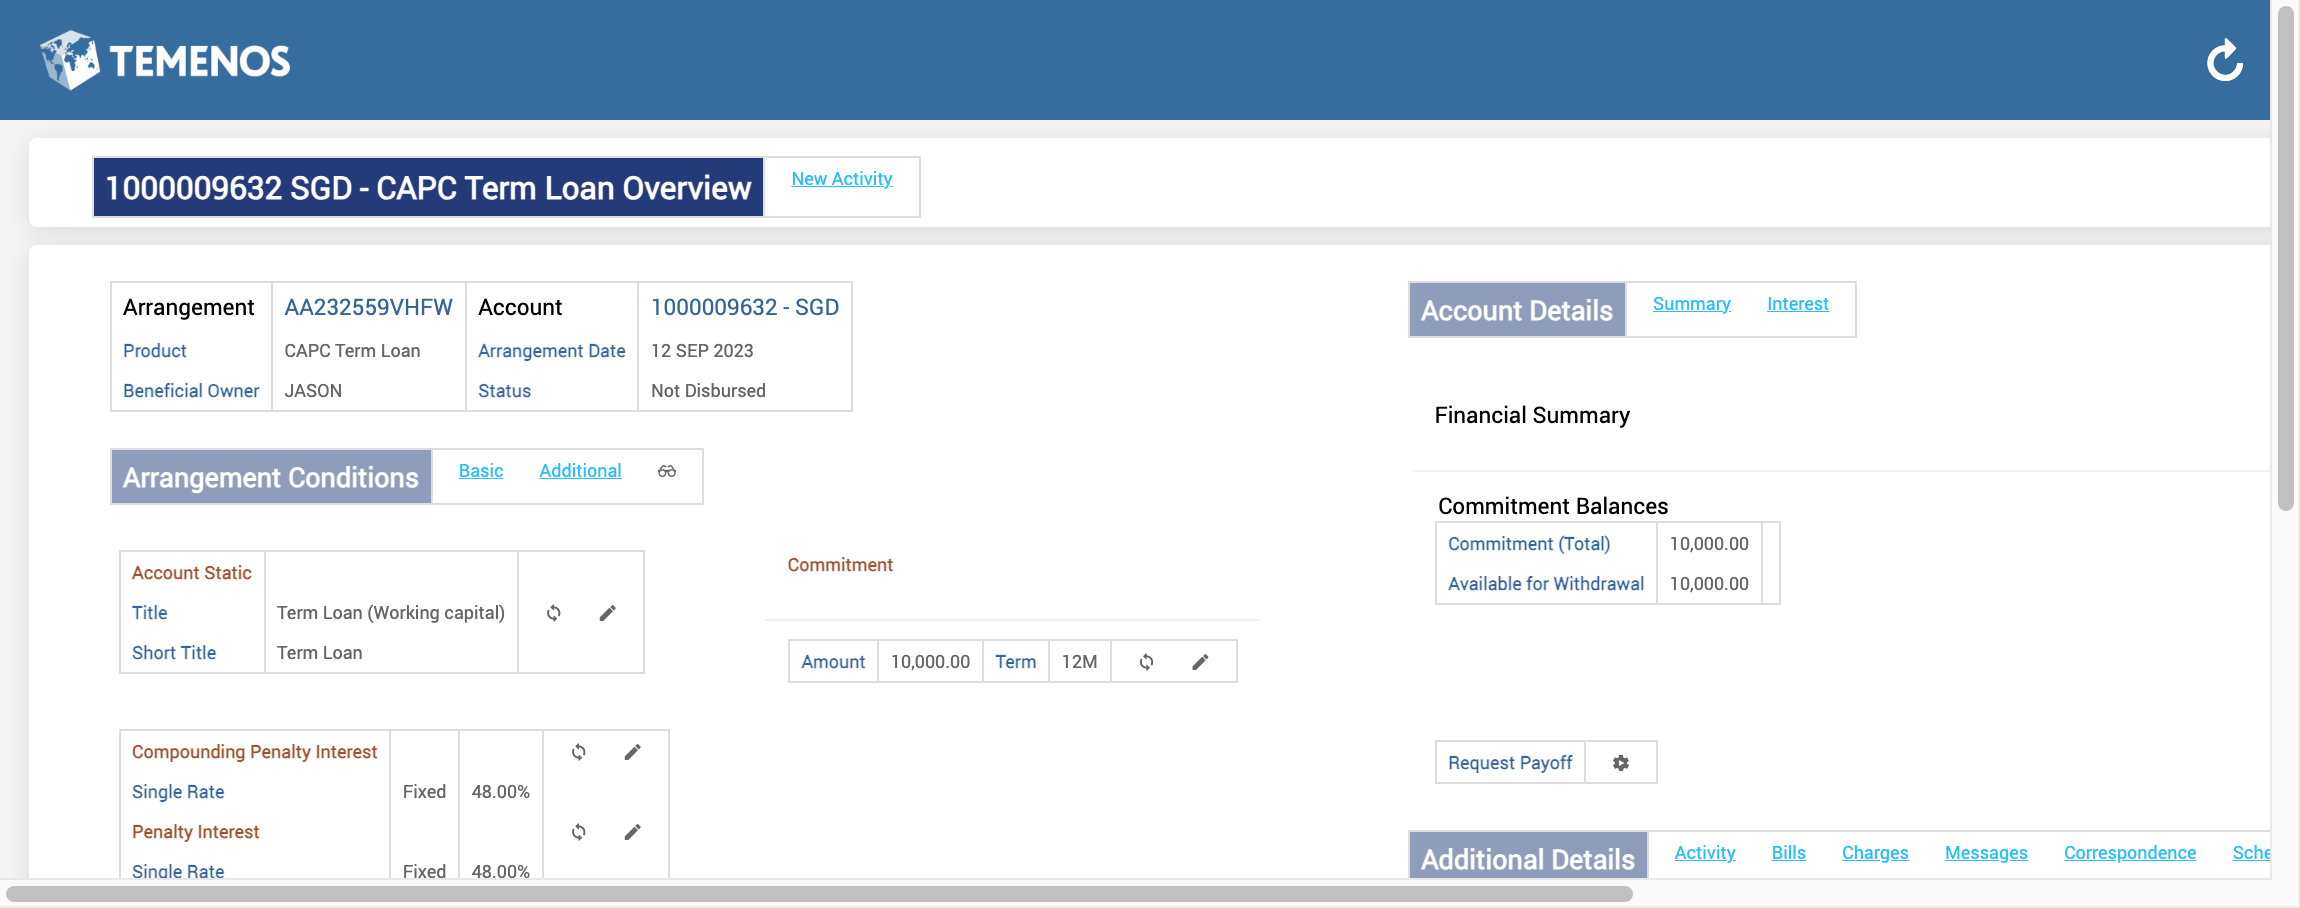 TEMENOS
1000009632 SGD - CAPC Term Loan Overview
New Activity
Arrangement AA232559VHFW Account 1000009632 - SGD
Product CAPC Term Loan Arrangement Date 12 SEP 2023
Beneficial Owner JASON Status Not Disbursed
Arrangement Conditions Basic Additional
Account Static
Title Term Loan (Working capital)
Short Title Term Loan
Commitment
Amount 10,000.00 Term 12M
Compounding Penalty Interest
Single Rate Fixed 48.00%
Penalty Interest
Single Rate Fixed 48.00%
Account Details Summary Interest
Financial Summary
Commitment Balances
Commitment (Total) 10,000.00
Available for Withdrawal 10,000.00
Request Payoff
Additional Details Activity Bills Charges Messages Correspondence Sche